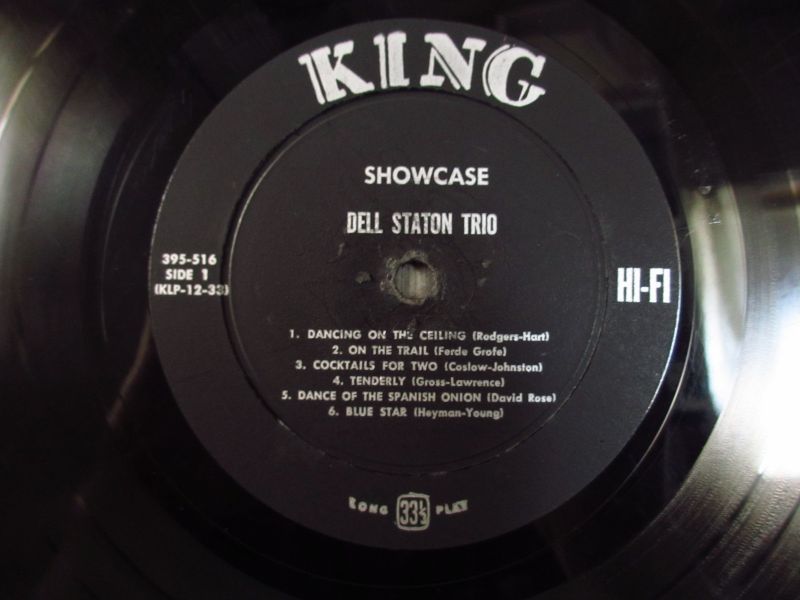 KING
SHOWCASE
DELL STATON TRIO
395-516
SIDE 1
(KLP-12-33)
HI-FI
1. DANCING ON THE CEILING (Rodgers-Hart)
2. ON THE TRAIL (Ferde Grofe)
3. COCKTAILS FOR TWO (Coslow-Johnston)
4. TENDERLY (Gross-Lawrence)
5. DANCE OF THE SPANISH ONION (David Rose)
6. BLUE STAR (Heyman-Young)
LONG 33⅓ PLAY